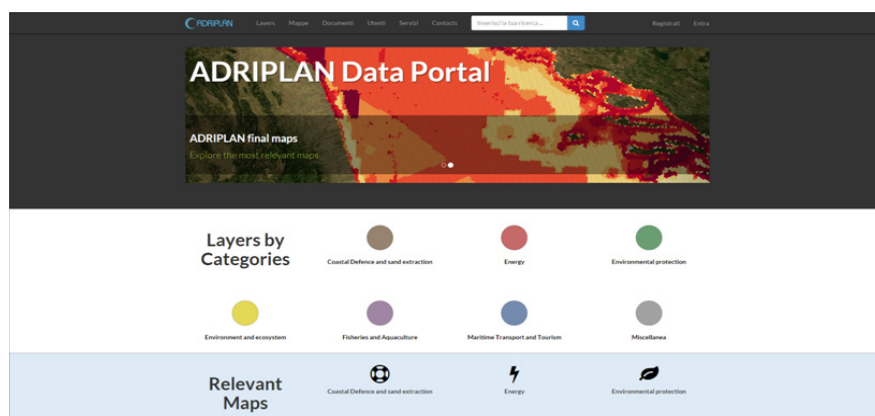 ADRIPLAN Layers Mappe Documenti Utenti Servizi Contacts Inserisci la tua ricerca ... Registrati Entra
ADRIPLAN Data Portal
ADRIPLAN final maps
Explore the most relevant maps
Layers by
Categories
Coastal Defence and sand extraction Energy Environmental protection
Environment and ecosystem Fisheries and Aquaculture Maritime Transport and Tourism Miscellanea
Relevant
Maps
Coastal Defence and sand extraction Energy Environmental protection